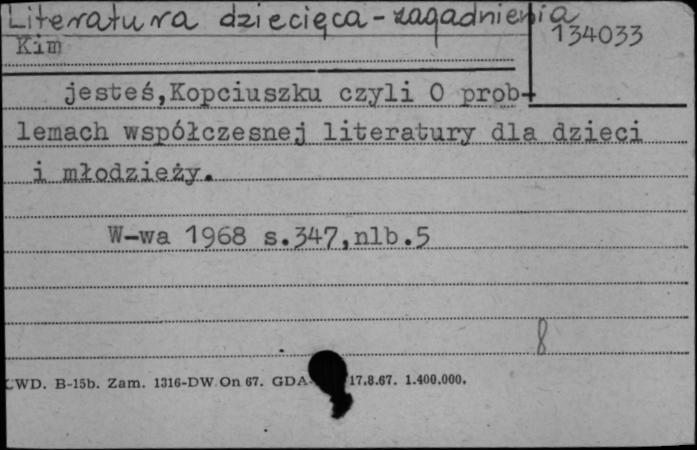 Literatura dziecięca - zagadnienia
134033
Kim
jesteś,Kopciuszku czyli O prob-
lemach współczesnej literatury dla dzieci
i młodzieży.
W-wa 1968 s.347,nlb.5
8
WD. B-15b. Zam. 1316-DW On 67. GDA 17.8.67. 1.400.000.